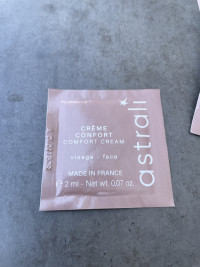 CRÈME
CONFORT
COMFORT CREAM
visage - face
MADE IN FRANCE
℮ 2 ml - Net wt. 0.07 oz.
astrali